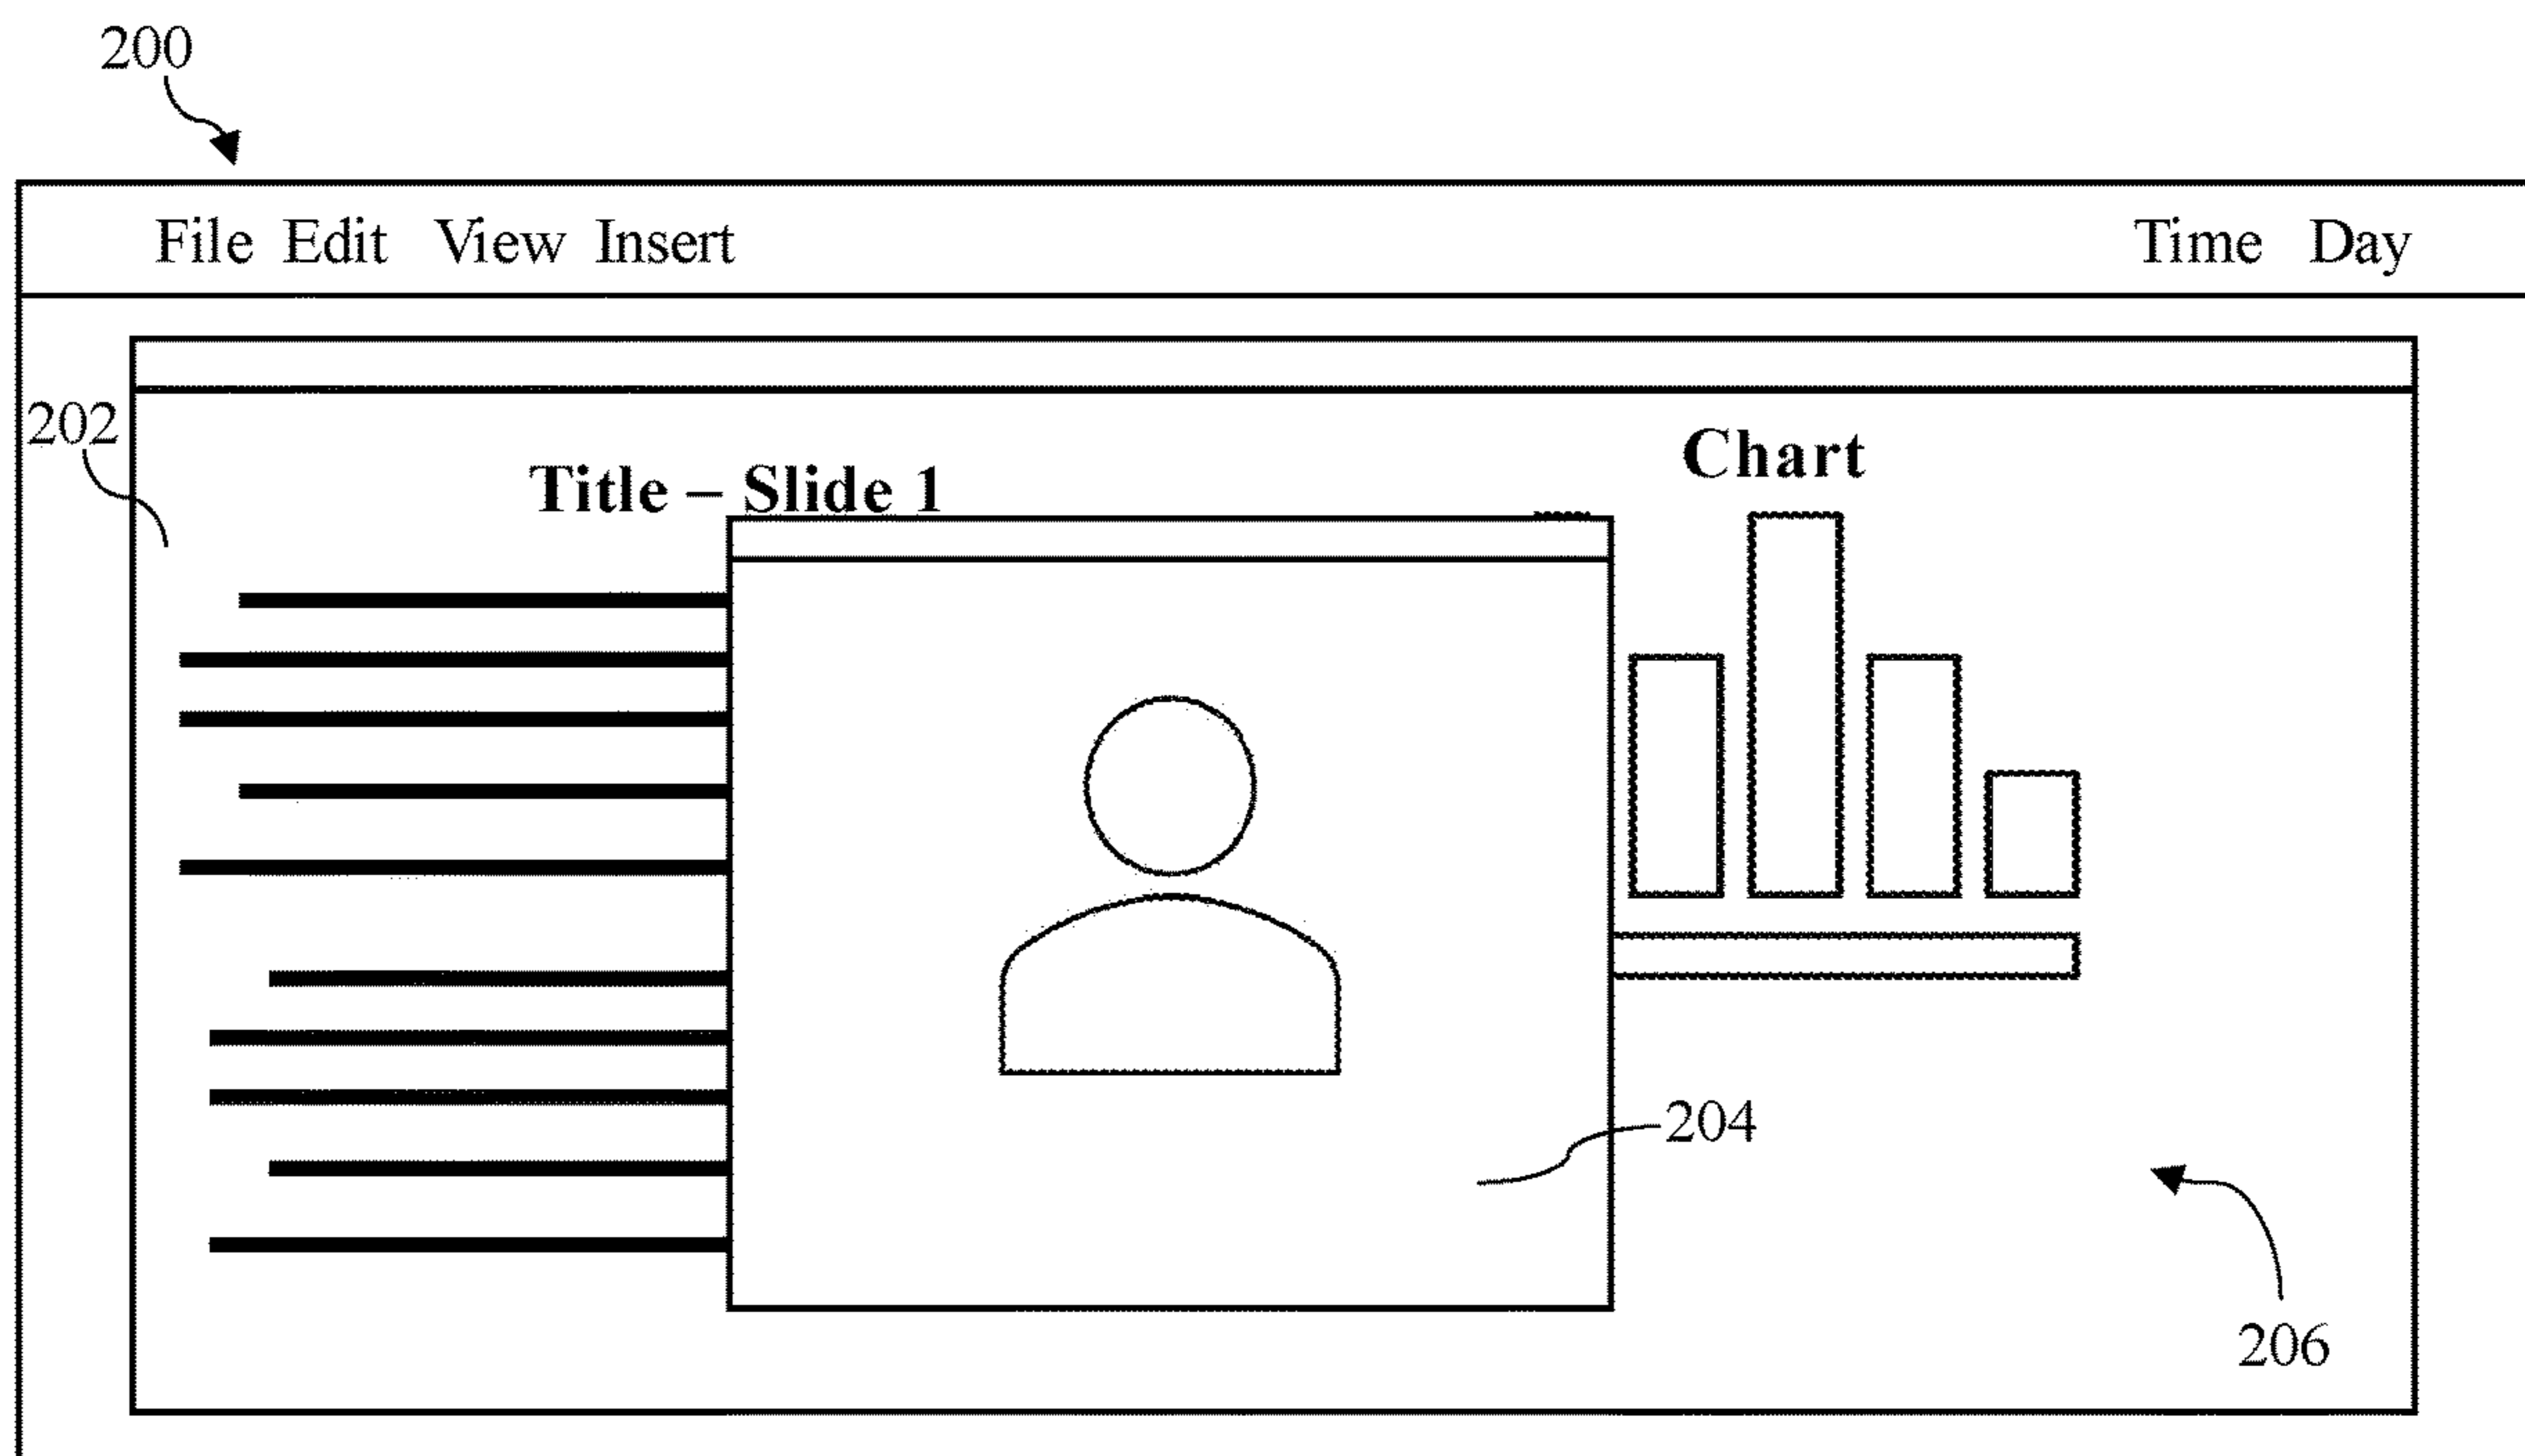 200
File Edit View Insert Time Day
202
Chart
Title – Slide 1
204
206